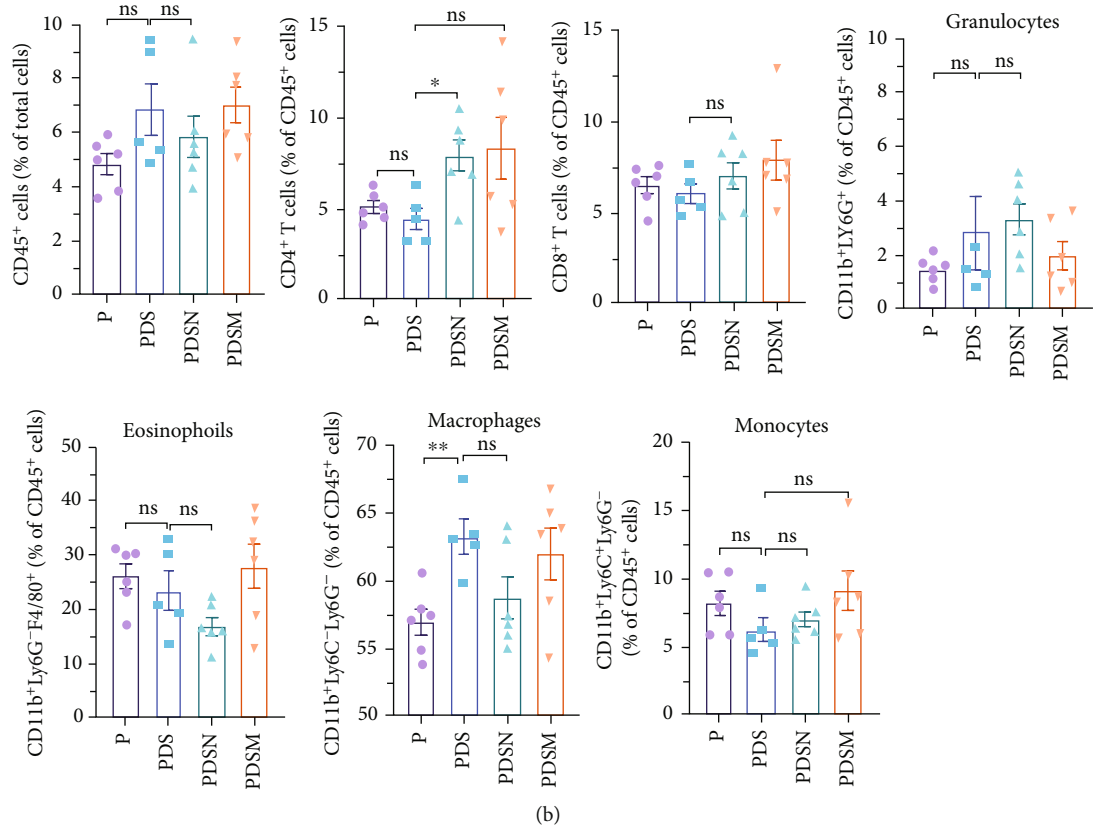 CD45⁺ cells (% of total cells)
10
8
6
4
2
0
ns
ns
P
PDS
PDSN
PDSM
CD4⁺ T cells (% of CD45⁺ cells)
15
10
5
0
ns
*
ns
P
PDS
PDSN
PDSM
CD8⁺ T cells (% of CD45⁺ cells)
15
10
5
0
ns
P
PDS
PDSN
PDSM
Granulocytes
CD11b⁺LY6G⁺ (% of CD45⁺ cells)
10
8
6
4
2
0
ns
ns
P
PDS
PDSN
PDSM
Eosinophoils
CD11b⁺Ly6G⁻F4/80⁺ (% of CD45⁺ cells)
50
40
30
20
10
0
ns
ns
P
PDS
PDSN
PDSM
Macrophages
CD11b⁺Ly6C⁻Ly6G⁻ (% of CD45⁺ cells)
70
65
60
55
50
**
ns
P
PDS
PDSN
PDSM
Monocytes
CD11b⁺Ly6C⁺Ly6G⁻
(% of CD45⁺ cells)
20
15
10
5
0
ns
ns
ns
P
PDS
PDSN
PDSM
(b)